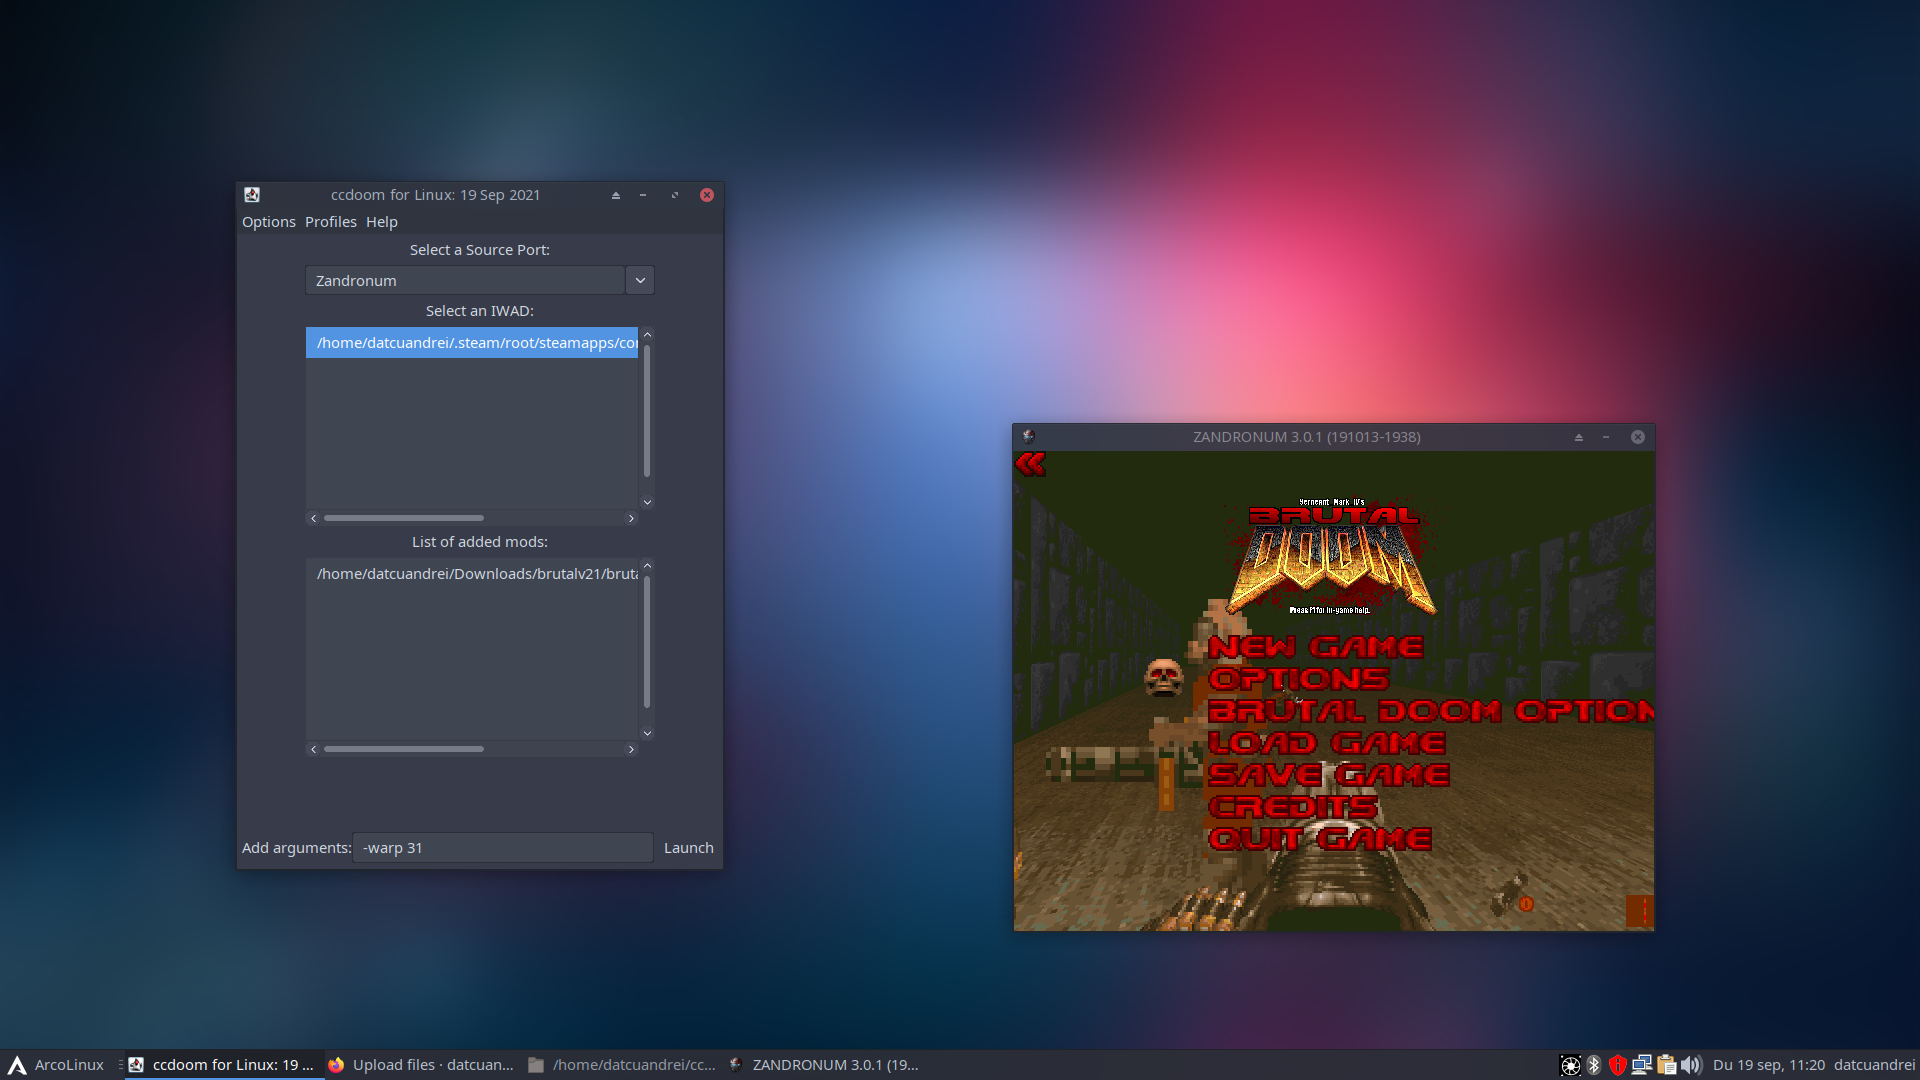 ccdoom for Linux: 19 Sep 2021
Options Profiles Help
Select a Source Port:
Zandronum
Select an IWAD:
/home/datcuandrei/.steam/root/steamapps/co
List of added mods:
/home/datcuandrei/Downloads/brutalv21/brut
Add arguments: -warp 31 Launch
ZANDRONUM 3.0.1 (191013-1938)
Sergeant Mark IV's
BRUTAL
DOOM
Press F1 for in-game help.
NEW GAME
OPTIONS
BRUTAL DOOM OPTION
LOAD GAME
SAVE GAME
CREDITS
QUIT GAME
ArcoLinux ccdoom for Linux: 19 ... Upload files · datcuan... /home/datcuandrei/cc... ZANDRONUM 3.0.1 (19... Du 19 sep, 11:20 datcuandrei